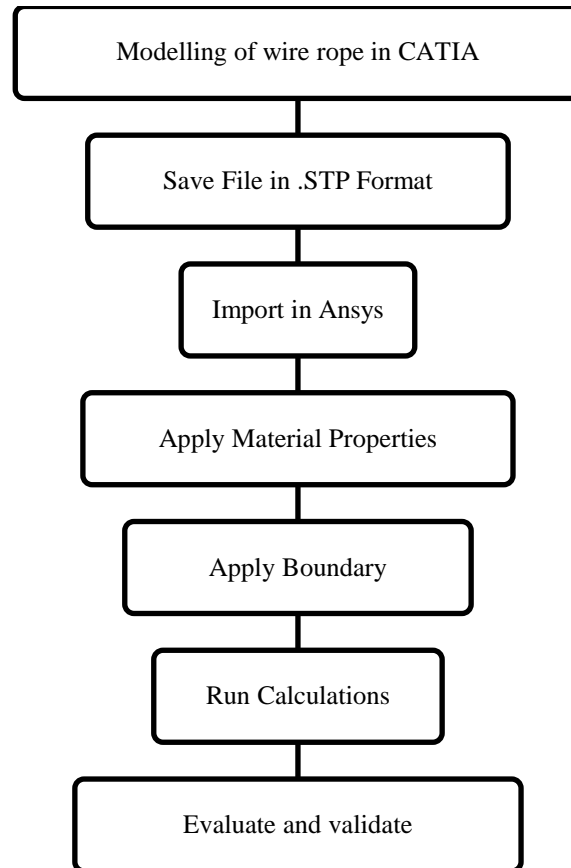 Modelling of wire rope in CATIA
Save File in .STP Format
Import in Ansys
Apply Material Properties
Apply Boundary
Run Calculations
Evaluate and validate